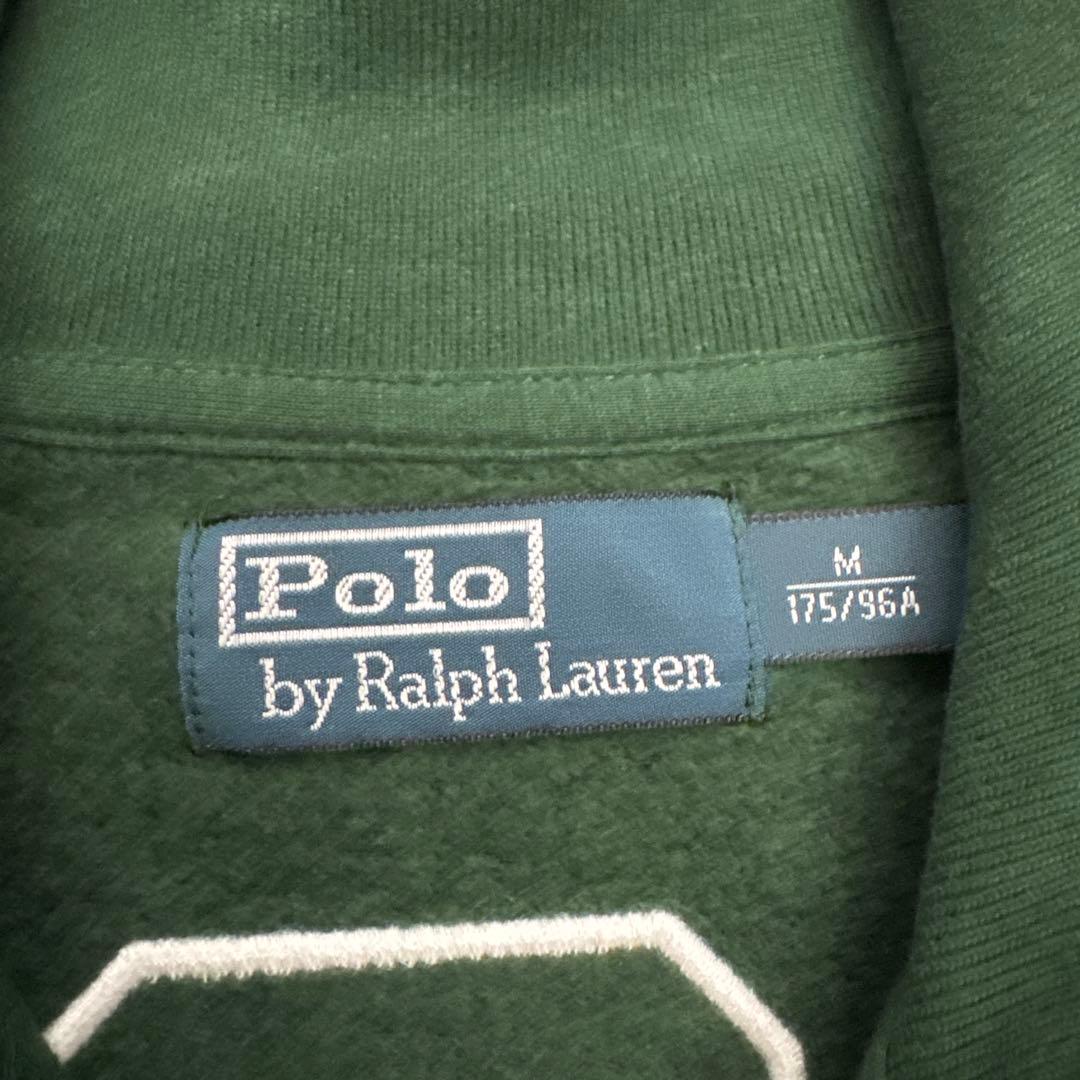 Polo
by Ralph Lauren
M
175/96A